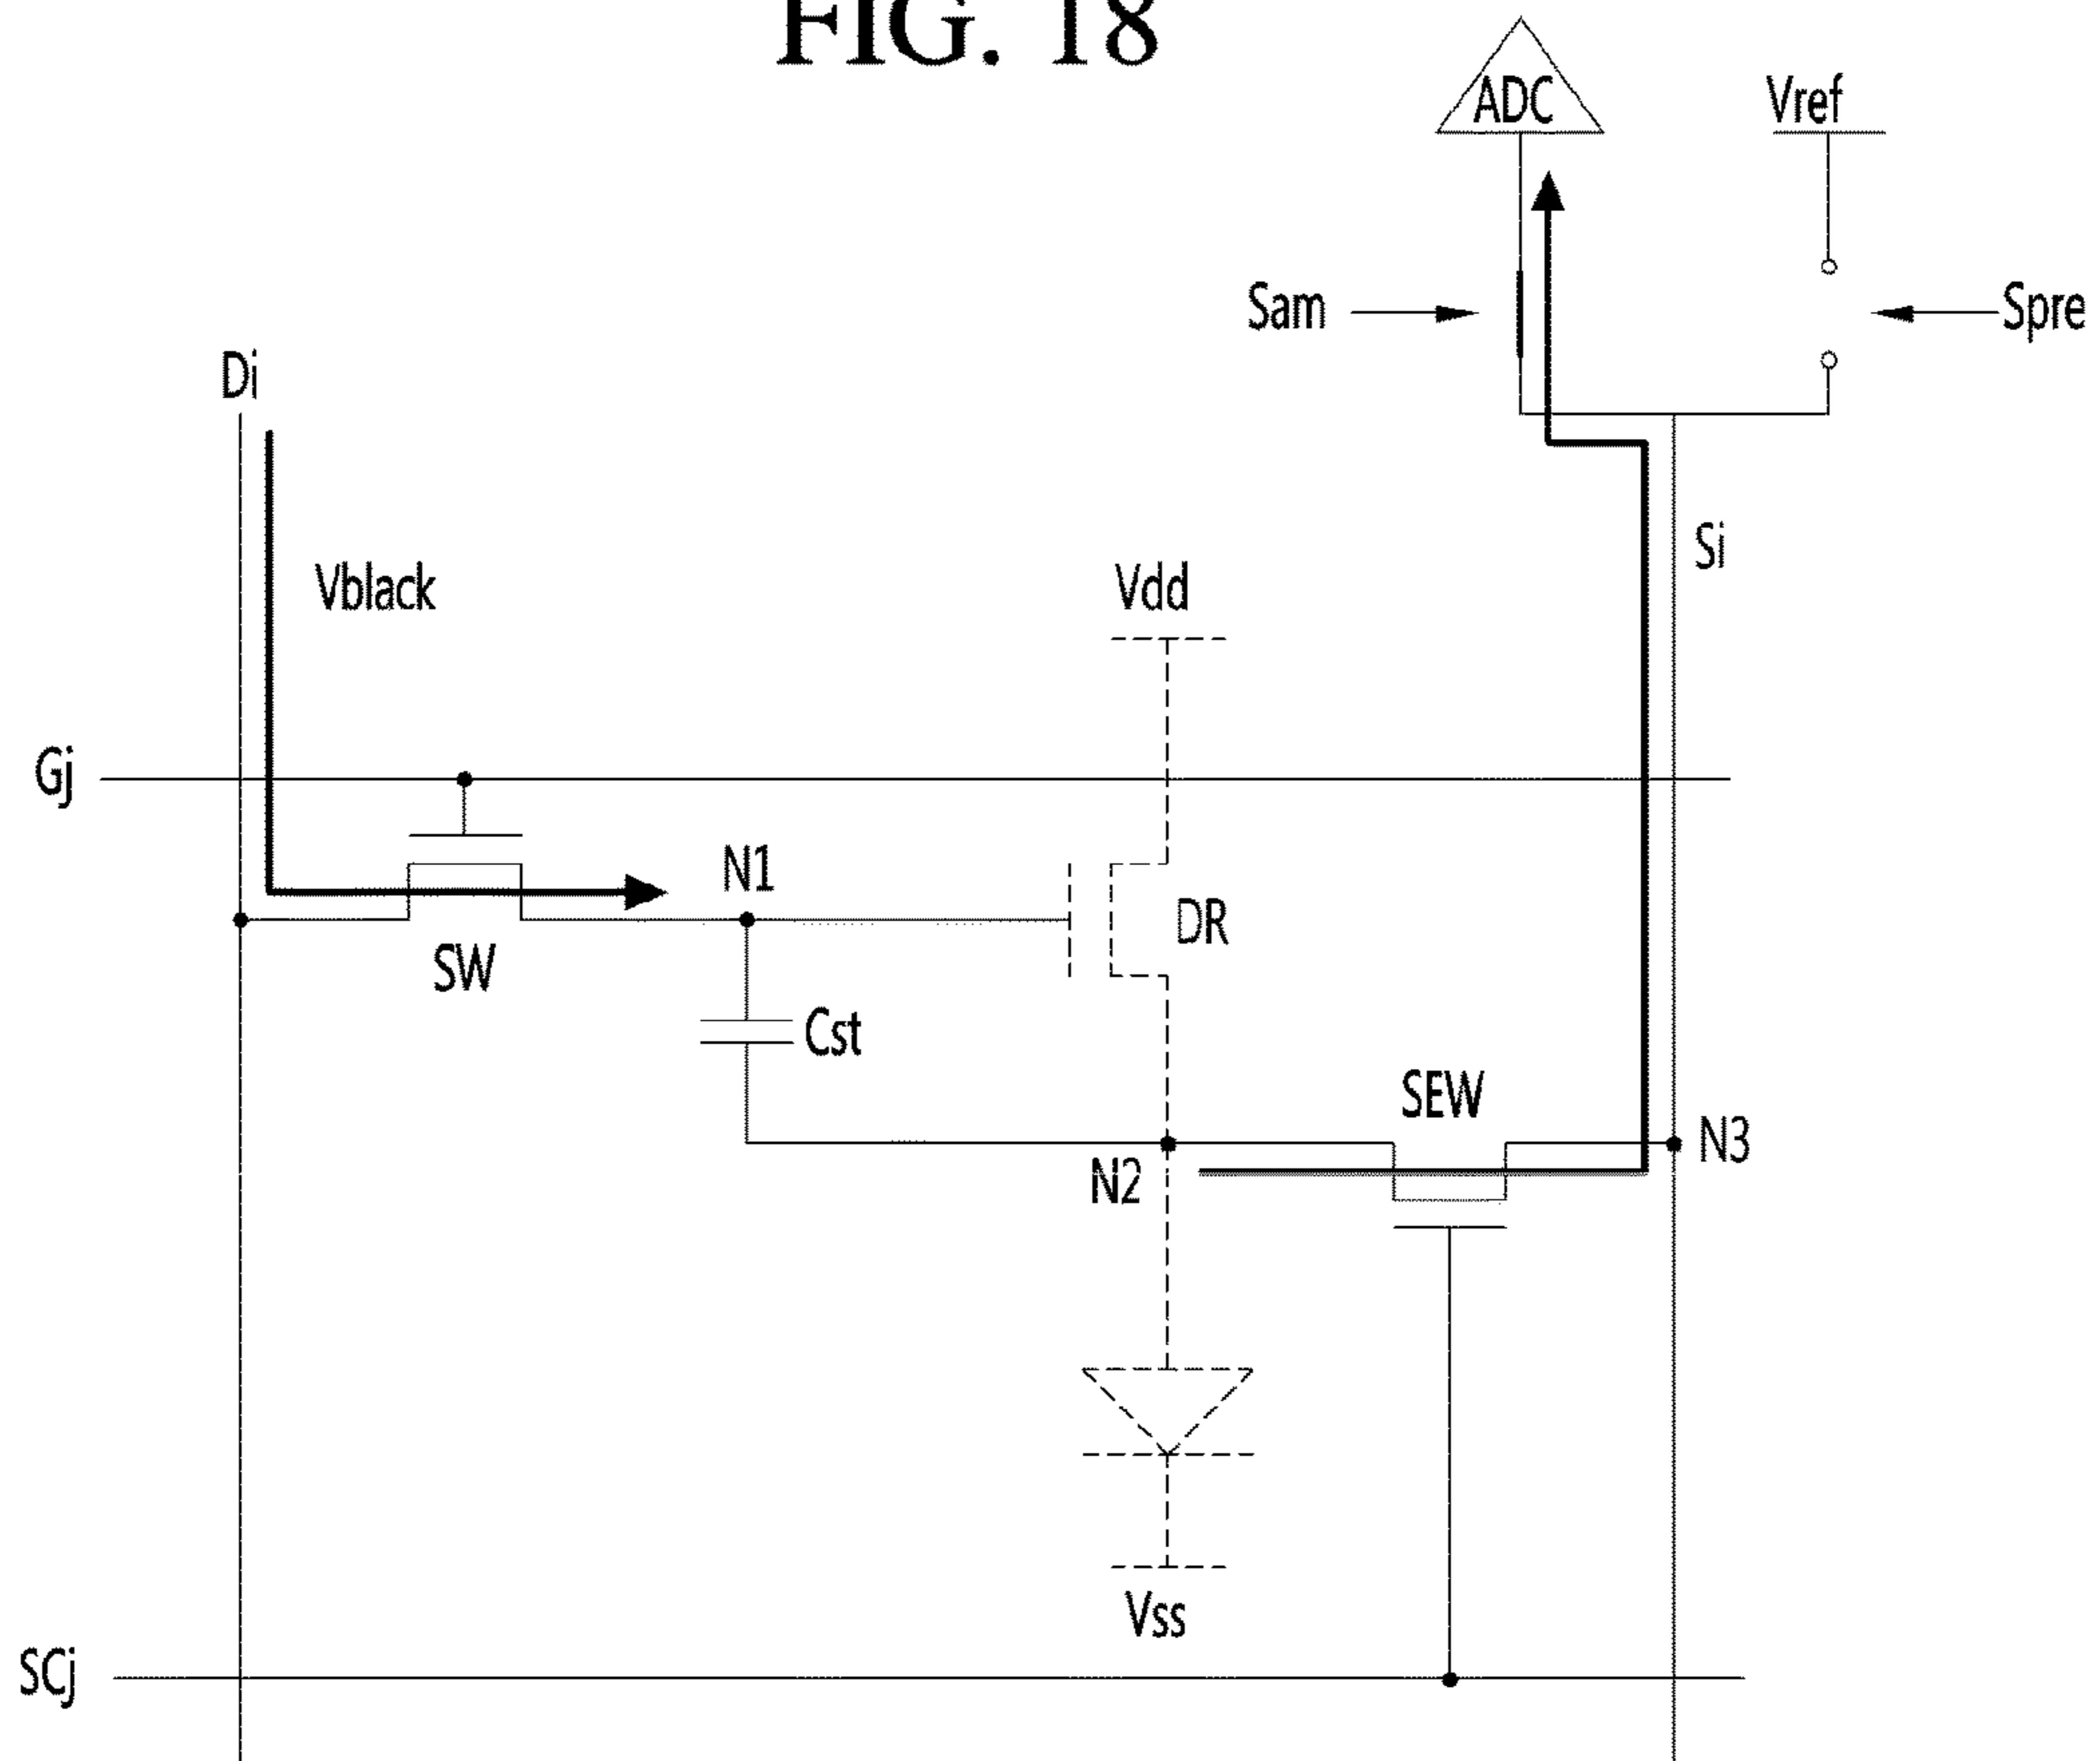 FIG. 18
ADC
Vref
Sam
Spre
Di
Si
Vblack
Vdd
Gj
N1
DR
SW
Cst
SEW
N3
N2
Vss
SCj